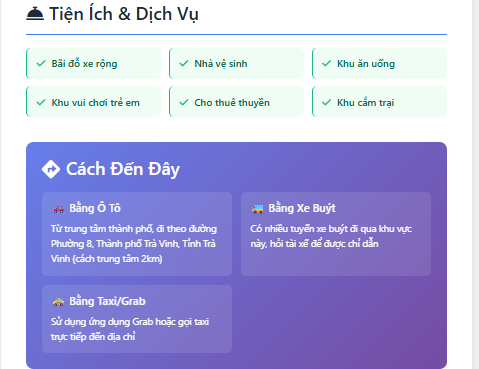 Tiện Ích & Dịch Vụ
Bãi đỗ xe rộng
Nhà vệ sinh
Khu ăn uống
Khu vui chơi trẻ em
Cho thuê thuyền
Khu cắm trại
Cách Đến Đây
Bằng Ô Tô
Từ trung tâm thành phố, đi theo đường
Phường 8, Thành phố Trà Vinh, Tỉnh Trà
Vinh (cách trung tâm 2km)
Bằng Xe Buýt
Có nhiều tuyến xe buýt đi qua khu vực
này, hỏi tài xế để được chỉ dẫn
Bằng Taxi/Grab
Sử dụng ứng dụng Grab hoặc gọi taxi
trực tiếp đến địa chỉ